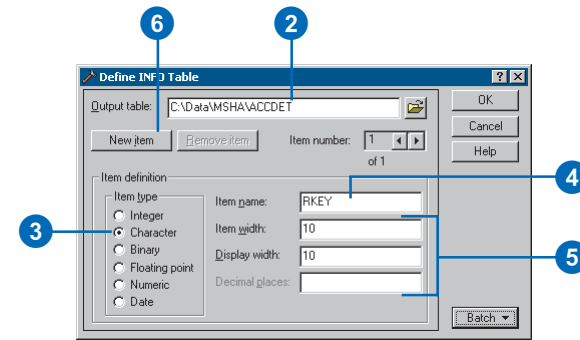 6
2
Define INFO Table
Output table:
C:\Data\MSHA\ACCDET
OK
Cancel
Help
New item
Remove item
Item number:
1
of 1
Item definition
Item type
Integer
Character
Binary
Floating point
Numeric
Date
Item name:
RKEY
Item width:
10
Display width:
10
Decimal places:
3
4
5
Batch